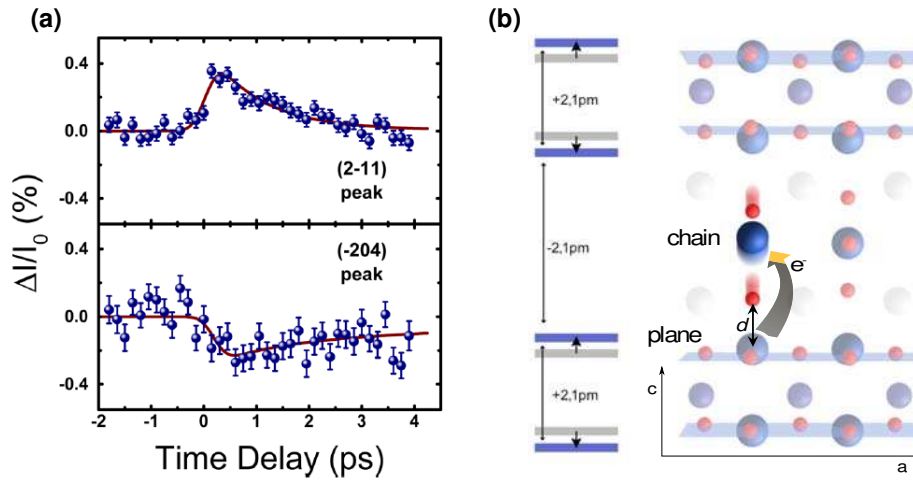 (a)
ΔI/I₀ (%)
0.4
0.0
-0.4
(2-11)
peak
0.4
0.0
-0.4
(-204)
peak
-2
-1
0
1
2
3
4
Time Delay (ps)
(b)
+2,1pm
-2,1pm
+2,1pm
chain
e⁻
d
plane
c
a